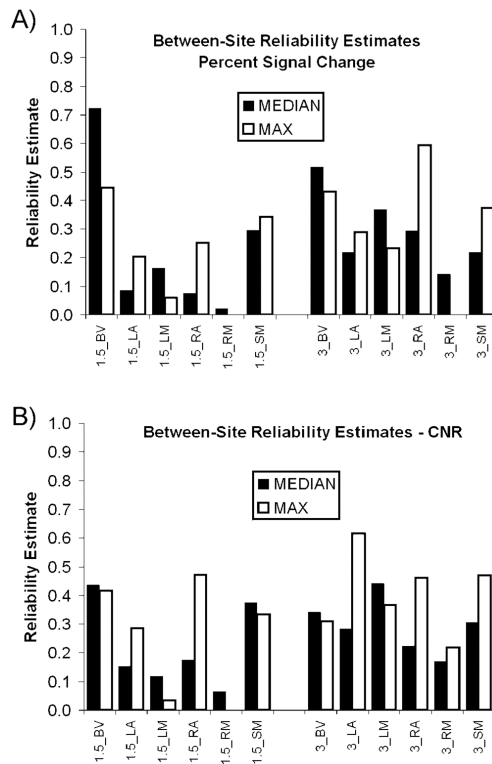 A)
Between-Site Reliability Estimates
Percent Signal Change
MEDIAN
MAX
Reliability Estimate
1.0
0.9
0.8
0.7
0.6
0.5
0.4
0.3
0.2
0.1
0.0
1.5_BV
1.5_LA
1.5_LM
1.5_RA
1.5_RM
1.5_SM
3_BV
3_LA
3_LM
3_RA
3_RM
3_SM
B)
Between-Site Reliability Estimates - CNR
MEDIAN
MAX
Reliability Estimate
1.0
0.9
0.8
0.7
0.6
0.5
0.4
0.3
0.2
0.1
0.0
1.5_BV
1.5_LA
1.5_LM
1.5_RA
1.5_RM
1.5_SM
3_BV
3_LA
3_LM
3_RA
3_RM
3_SM